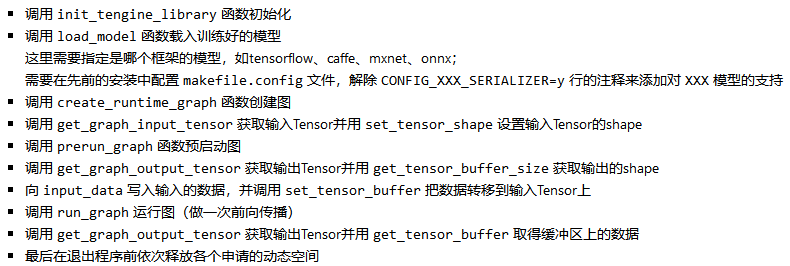 调用 init_tengine_library 函数初始化
调用 load_model 函数载入训练好的模型
这里需要指定是哪个框架的模型，如tensorflow、caffe、mxnet、onnx；
需要在先前的安装中配置 makefile.config 文件，解除 CONFIG_XXX_SERIALIZER=y 行的注释来添加对 XXX 模型的支持
调用 create_runtime_graph 函数创建图
调用 get_graph_input_tensor 获取输入Tensor并用 set_tensor_shape 设置输入Tensor的shape
调用 prerun_graph 函数预启动图
调用 get_graph_output_tensor 获取输出Tensor并用 get_tensor_buffer_size 获取输出的shape
向 input_data 写入输入的数据，并调用 set_tensor_buffer 把数据转移到输入Tensor上
调用 run_graph 运行图（做一次前向传播）
调用 get_graph_output_tensor 获取输出Tensor并用 get_tensor_buffer 取得缓冲区上的数据
最后在退出程序前依次释放各个申请的动态空间